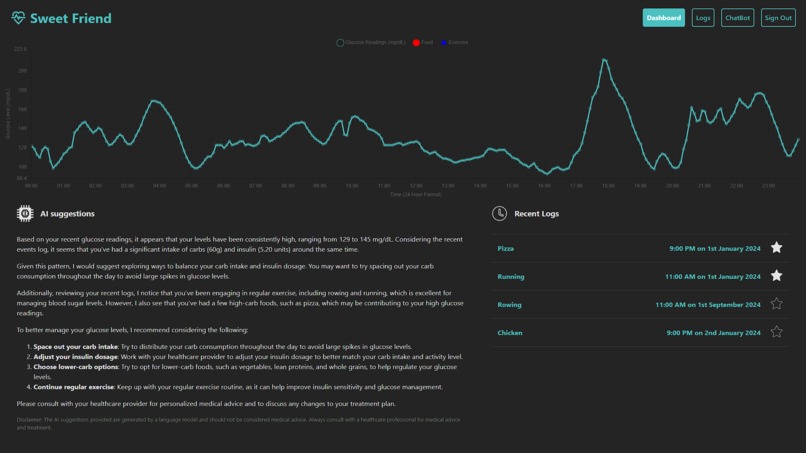 Sweet Friend
Dashboard
Logs
ChatBot
Sign Out
Glucose Readings (mg/dL)
Food
Exercise
Glucose Level (mg/dL)
200
160
140
120
100
00:00 01:00 02:00 03:00 04:00 05:00 06:00 07:00 08:00 09:00 10:00 11:00 12:00 13:00 14:00 15:00 16:00 17:00 18:00 19:00 20:00 21:00 22:00 23:00
Time (24 Hour Format)
AI suggestions
Based on your recent glucose readings, it appears that your levels have been consistently high, ranging from 129 to 145 mg/dL. Considering the recent
events log, it seems that you've had a significant intake of carbs (60g) and insulin (5.20 units) around the same time.
Given this pattern, I would suggest exploring ways to balance your carb intake and insulin dosage. You may want to try spacing out your carb
consumption throughout the day to avoid large spikes in glucose levels.
Additionally, reviewing your recent logs, I notice that you've been engaging in regular exercise, including rowing and running, which is excellent for
managing blood sugar levels. However, I also see that you've had a few high-carb foods, such as pizza, which may be contributing to your high glucose
readings.
To better manage your glucose levels, I recommend considering the following:
1. Space out your carb intake: Try to distribute your carb consumption throughout the day to avoid large spikes in glucose levels.
2. Adjust your insulin dosage: Work with your healthcare provider to adjust your insulin dosage to better match your carb intake and activity level.
3. Choose lower-carb options: Try to opt for lower-carb foods, such as vegetables, lean proteins, and whole grains, to help regulate your glucose
levels.
4. Continue regular exercise: Keep up with your regular exercise routine, as it can help improve insulin sensitivity and glucose management.
Please consult with your healthcare provider for personalized medical advice and to discuss any changes to your treatment plan.
Disclaimer: The AI suggestions provided are generated by a language model and should not be considered medical advice. Always consult with a healthcare professional for medical advice
and treatment.
Recent Logs
Pizza 9:00 PM on 1st January 2024
Running 11:00 AM on 1st January 2024
Rowing 11:00 AM on 1st September 2024
Chicken 9:00 PM on 2nd January 2024